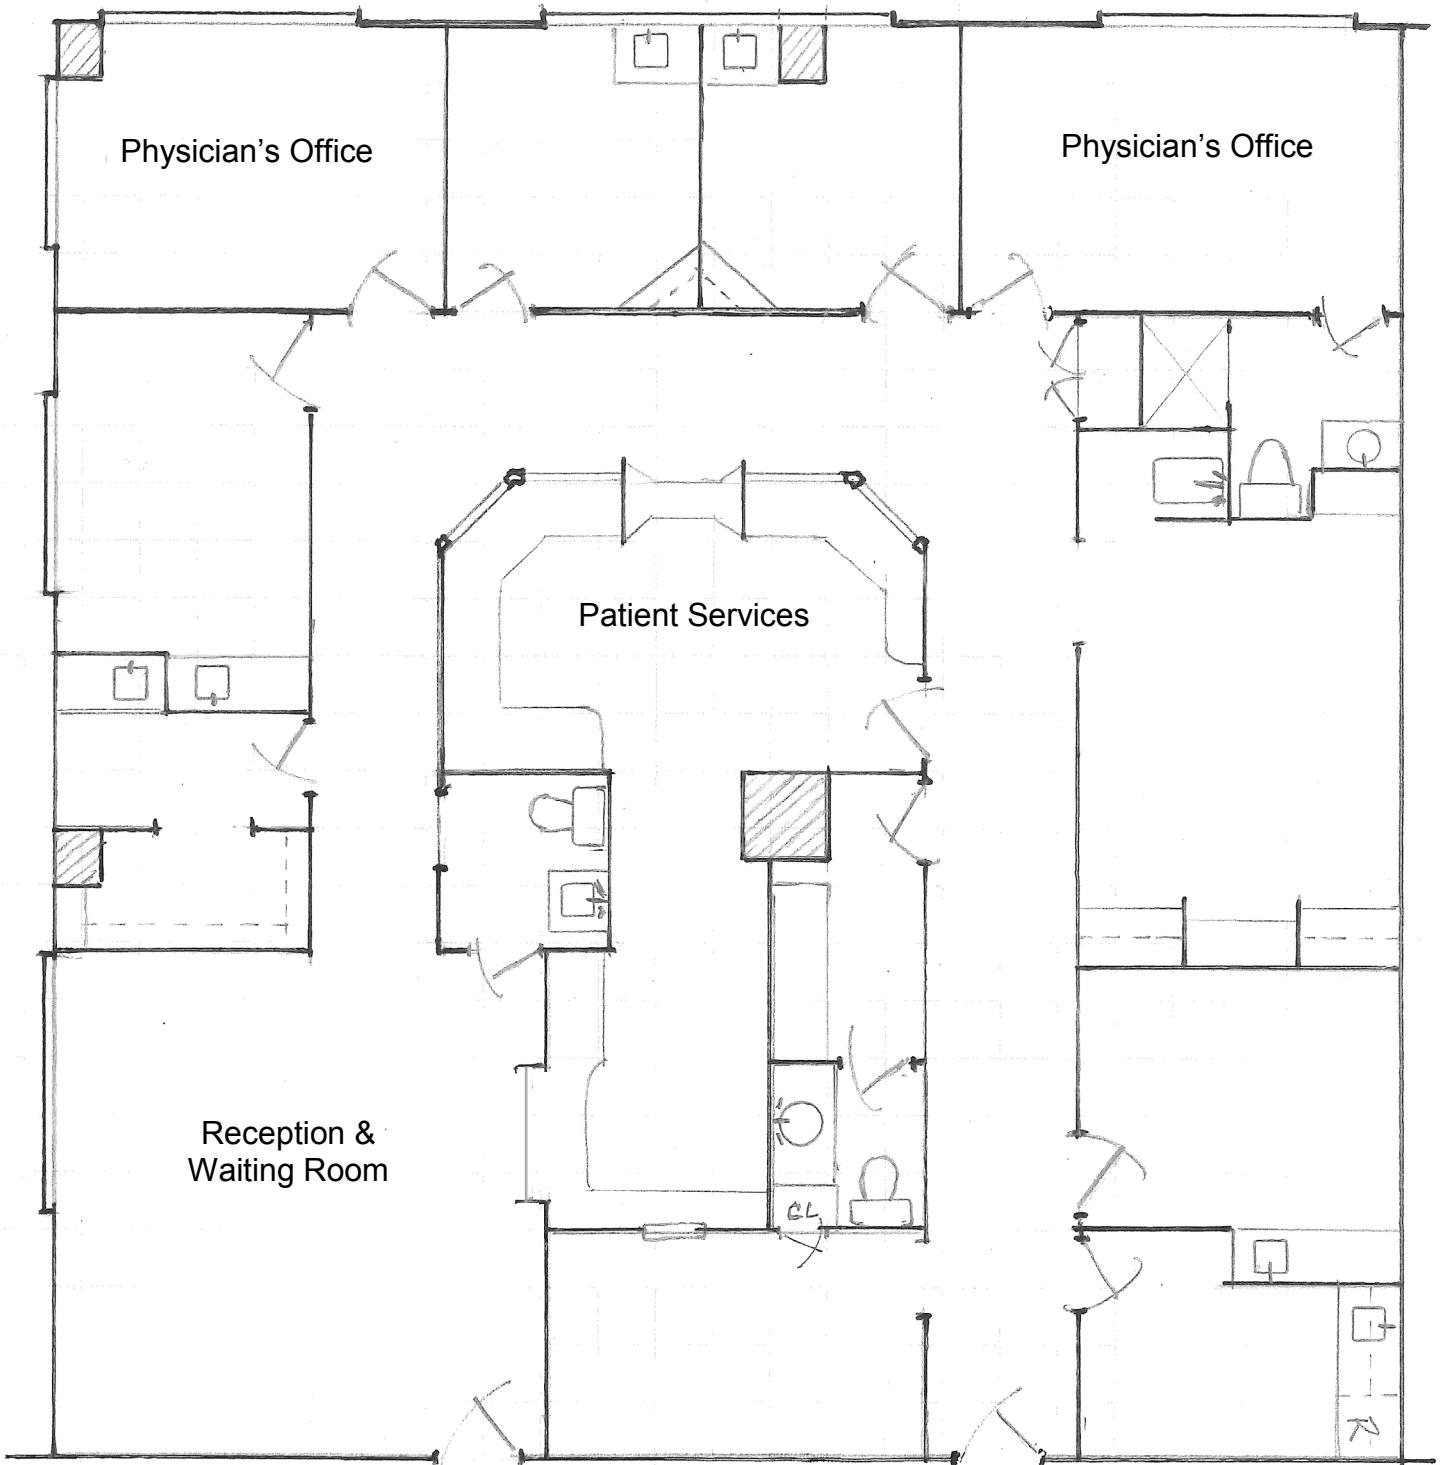 Physician’s Office
Physician’s Office
Patient Services
Reception &
Waiting Room
CL
R